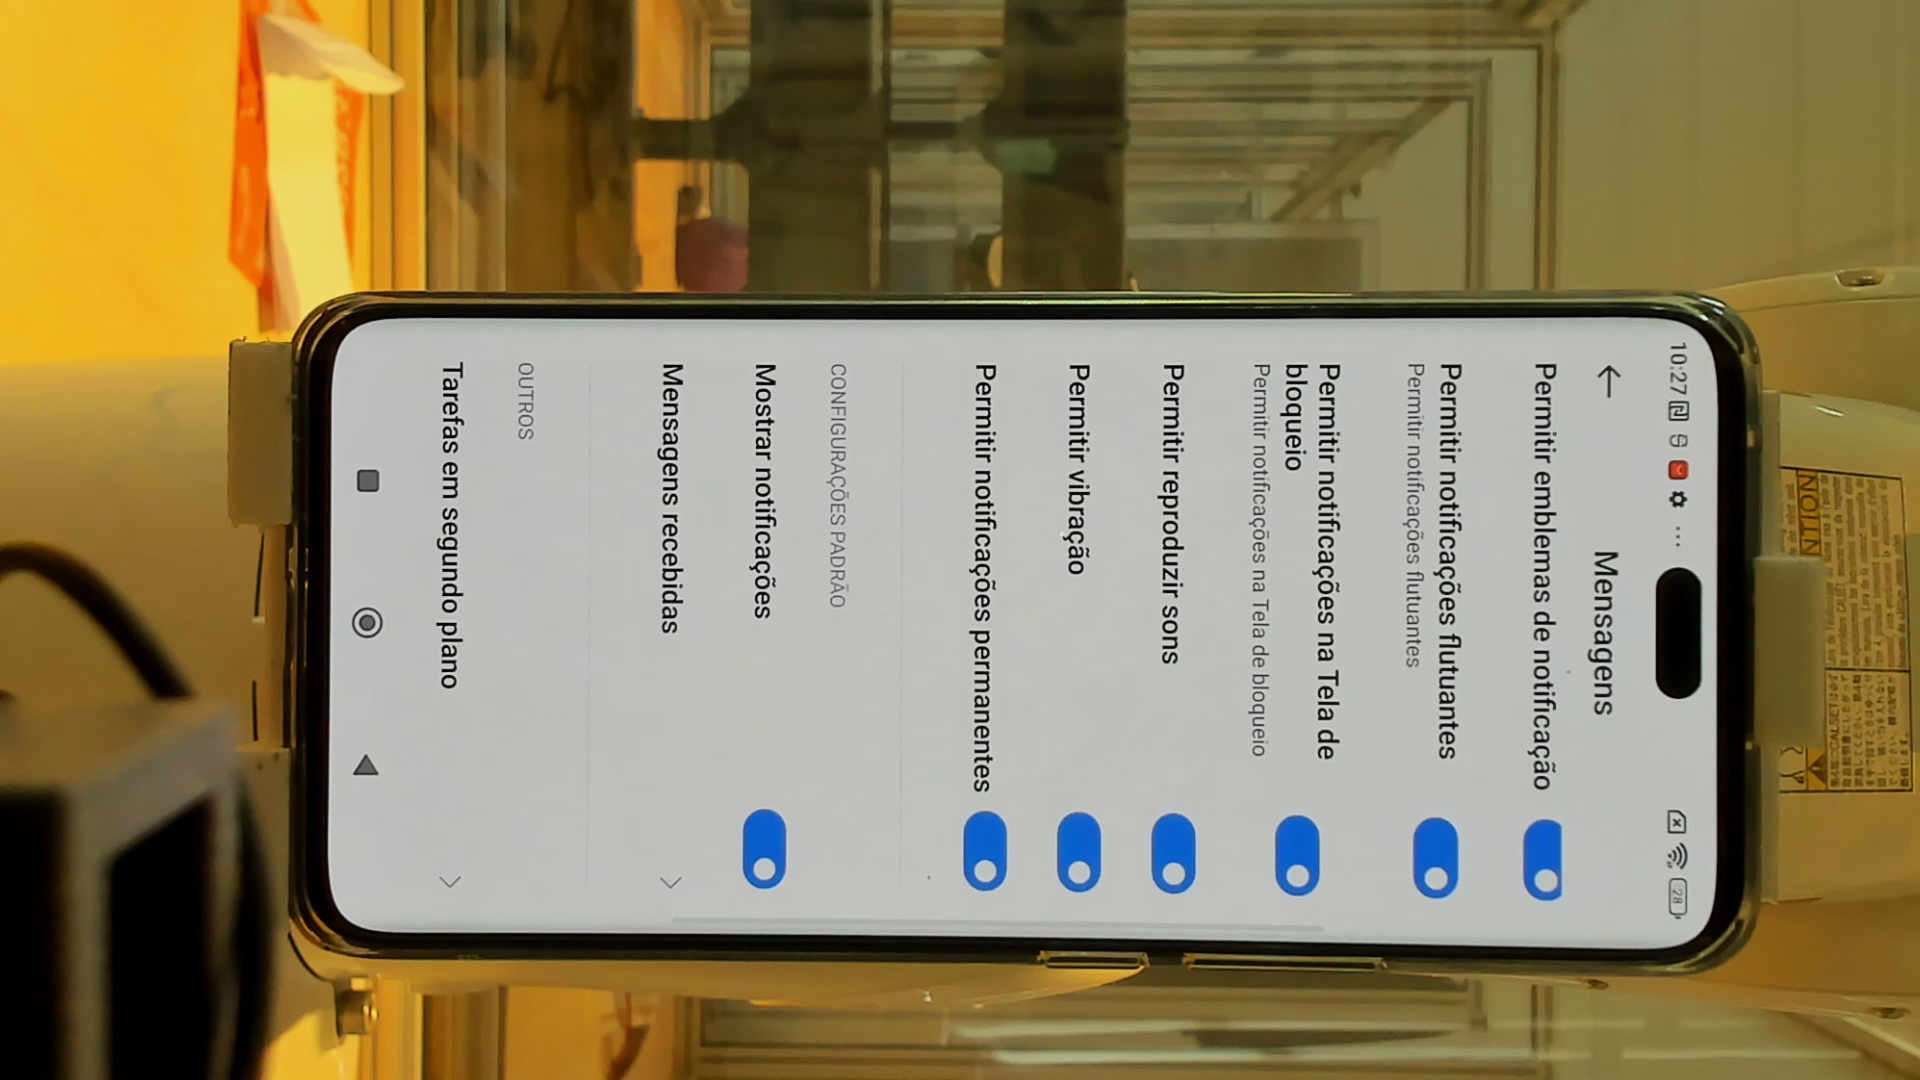 10:27 ...
28
Mensagens
Permitir emblemas de notificação
Permitir notificações flutuantes
Permitir notificações flutuantes
Permitir notificações na Tela de
bloqueio
Permitir notificações na Tela de bloqueio
Permitir reproduzir sons
Permitir vibração
Permitir notificações permanentes
CONFIGURAÇÕES PADRÃO
Mostrar notificações
Mensagens recebidas
OUTROS
Tarefas em segundo plano